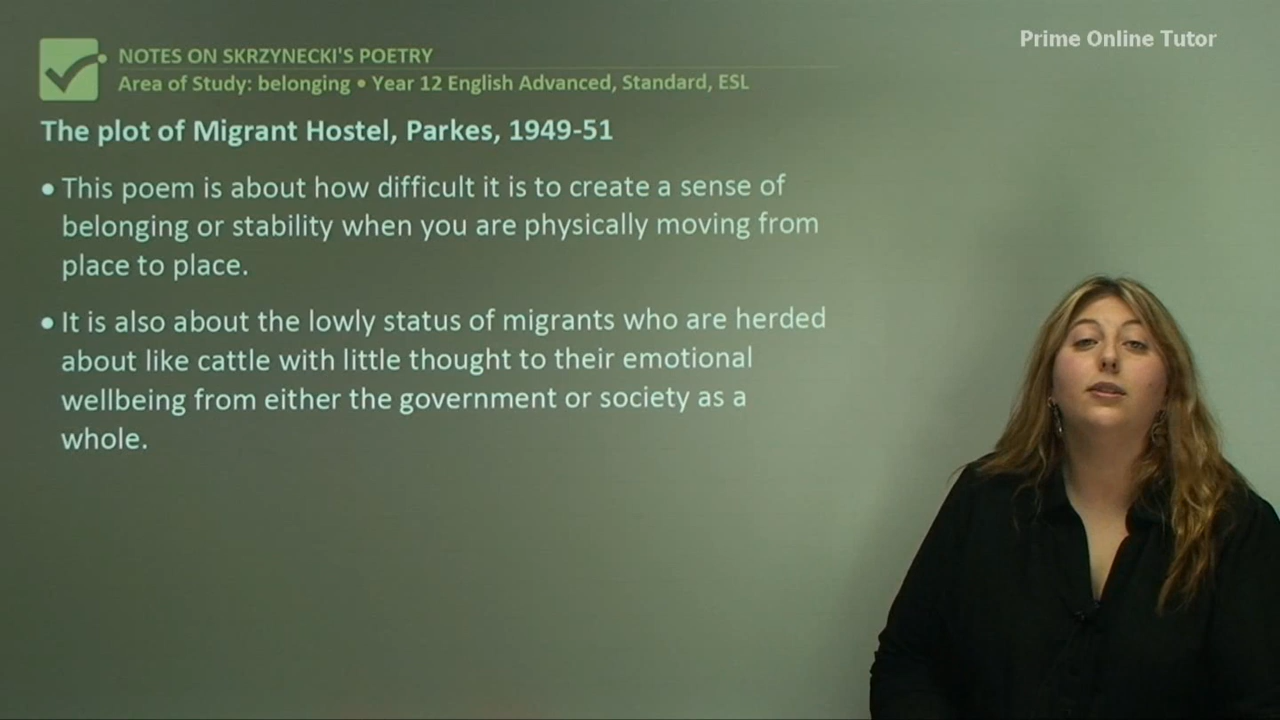 Prime Online Tutor
NOTES ON SKRZYNECKI'S POETRY
Area of Study: belonging • Year 12 English Advanced, Standard, ESL
The plot of Migrant Hostel, Parkes, 1949-51
• This poem is about how difficult it is to create a sense of
belonging or stability when you are physically moving from
place to place.
• It is also about the lowly status of migrants who are herded
about like cattle with little thought to their emotional
wellbeing from either the government or society as a
whole.